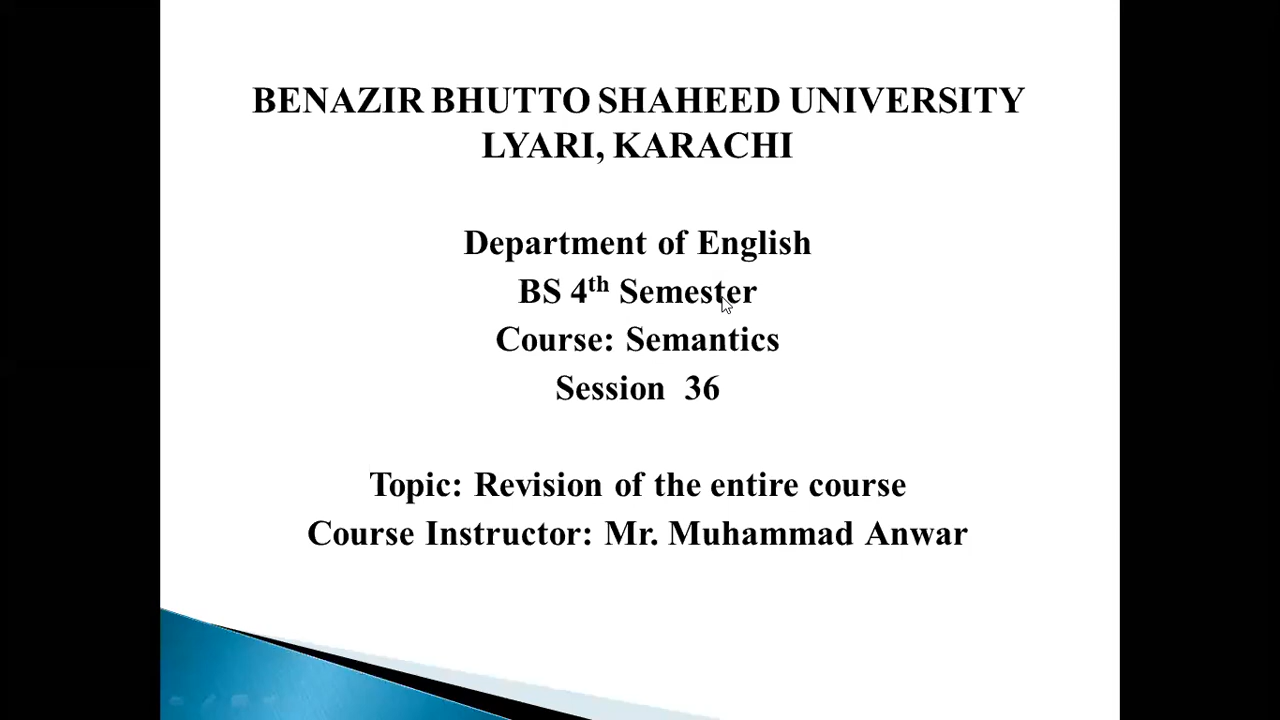 BENAZIR BHUTTO SHAHEED UNIVERSITY
LYARI, KARACHI
Department of English
BS 4th Semester
Course: Semantics
Session 36
Topic: Revision of the entire course
Course Instructor: Mr. Muhammad Anwar